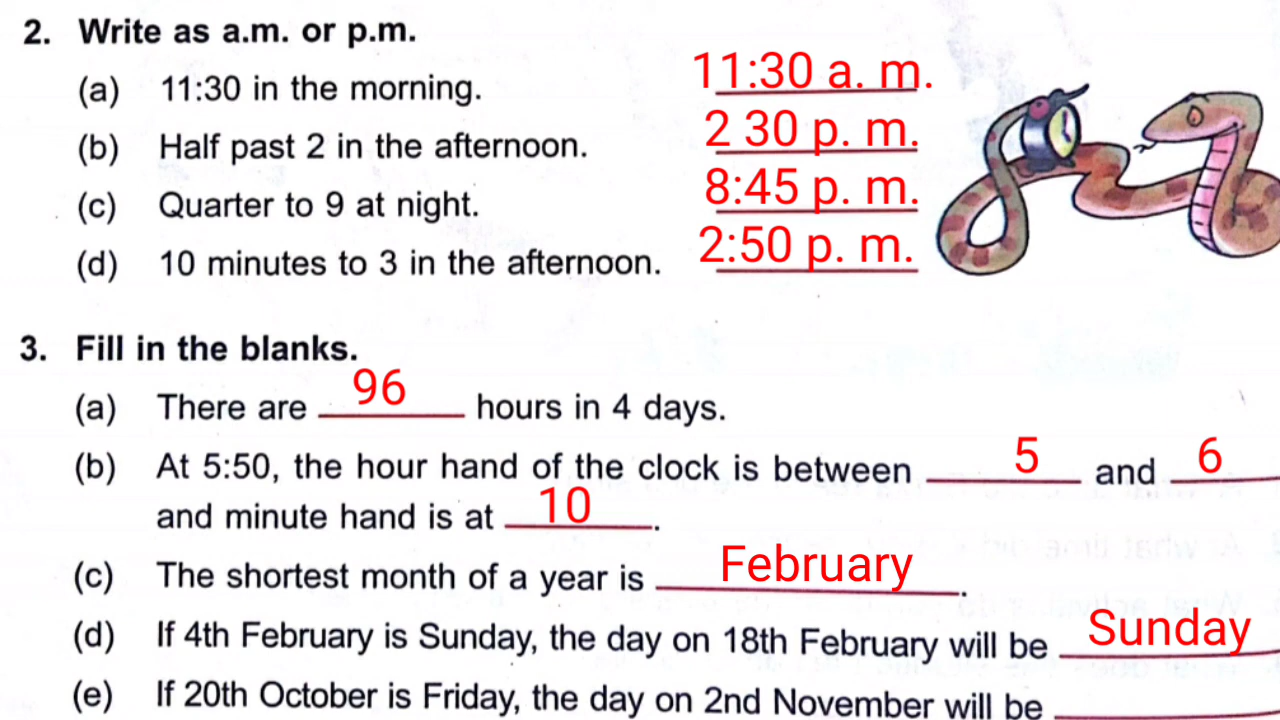 2. Write as a.m. or p.m.
(a) 11:30 in the morning. 11:30 a. m.
(b) Half past 2 in the afternoon. 2 30 p. m.
(c) Quarter to 9 at night. 8:45 p. m.
(d) 10 minutes to 3 in the afternoon. 2:50 p. m.
3. Fill in the blanks.
(a) There are 96 hours in 4 days.
(b) At 5:50, the hour hand of the clock is between 5 and 6
and minute hand is at 10.
(c) The shortest month of a year is February.
(d) If 4th February is Sunday, the day on 18th February will be Sunday
(e) If 20th October is Friday, the day on 2nd November will be